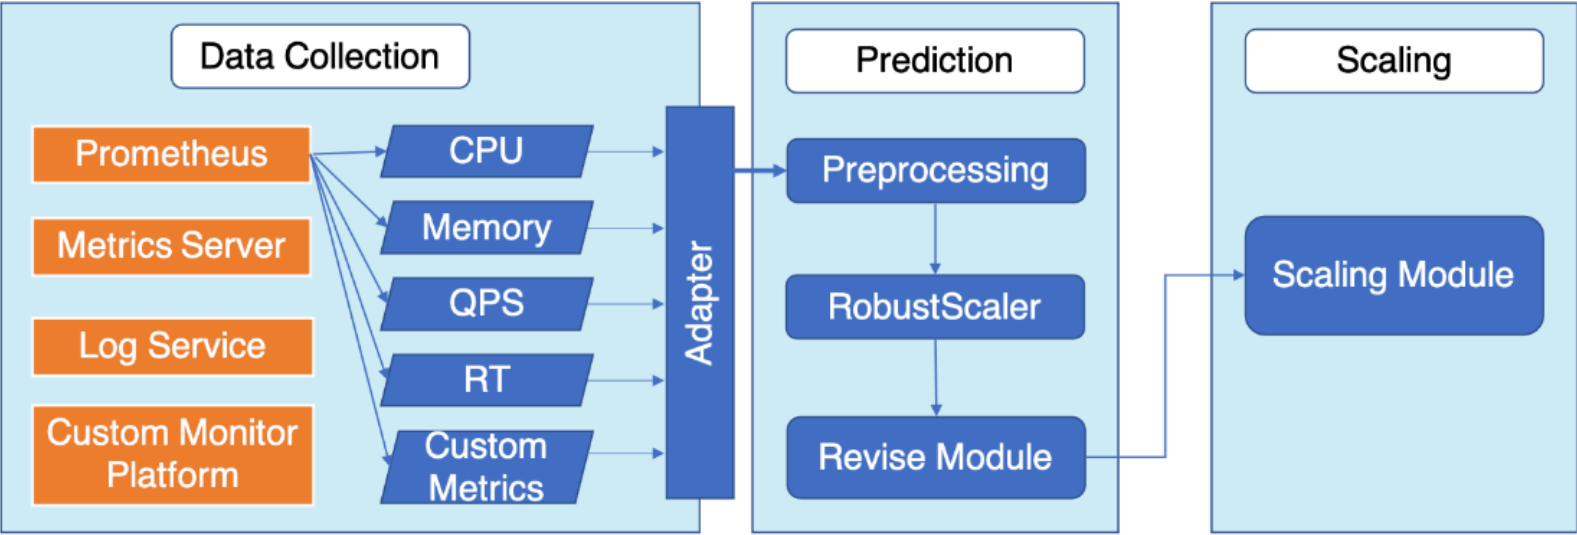 Data Collection
Prometheus
Metrics Server
Log Service
Custom Monitor
Platform
CPU
Memory
QPS
RT
Custom
Metrics
Adapter
Prediction
Preprocessing
RobustScaler
Revise Module
Scaling
Scaling Module